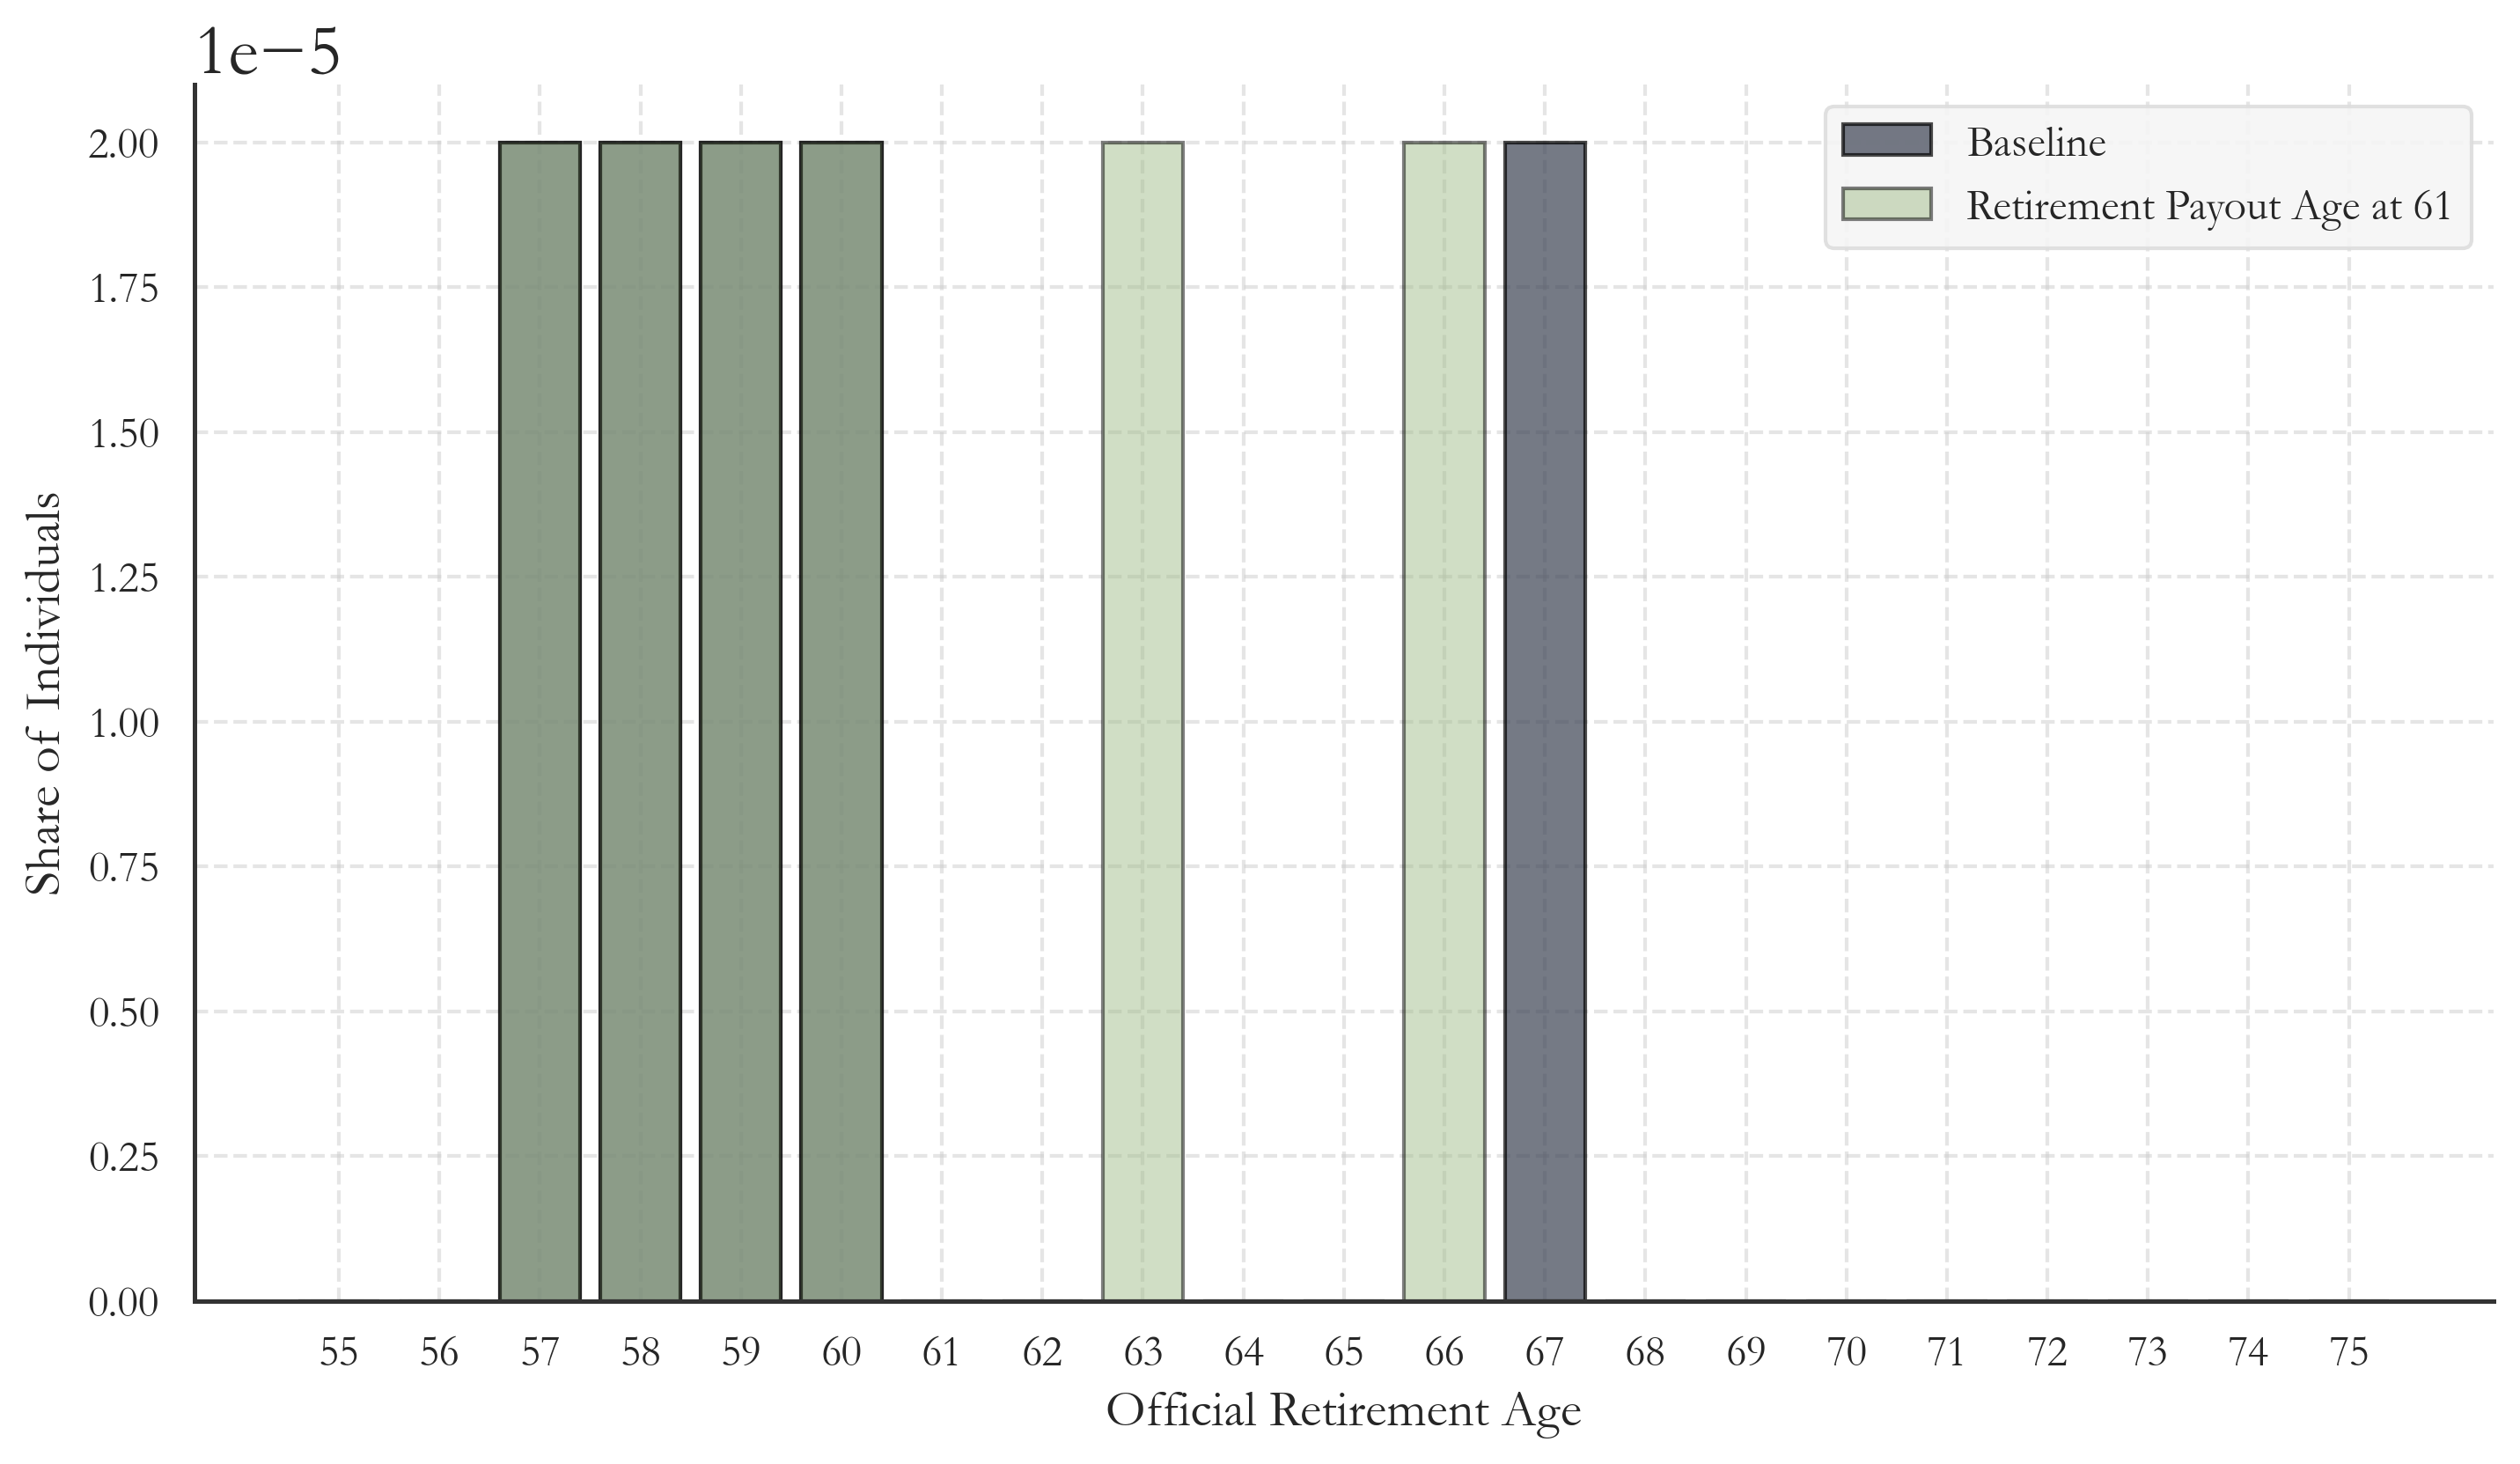 1e−5
2.00
1.75
1.50
1.25
1.00
0.75
0.50
0.25
0.00
Share of Individuals
Baseline
Retirement Payout Age at 61
55 56 57 58 59 60 61 62 63 64 65 66 67 68 69 70 71 72 73 74 75
Official Retirement Age